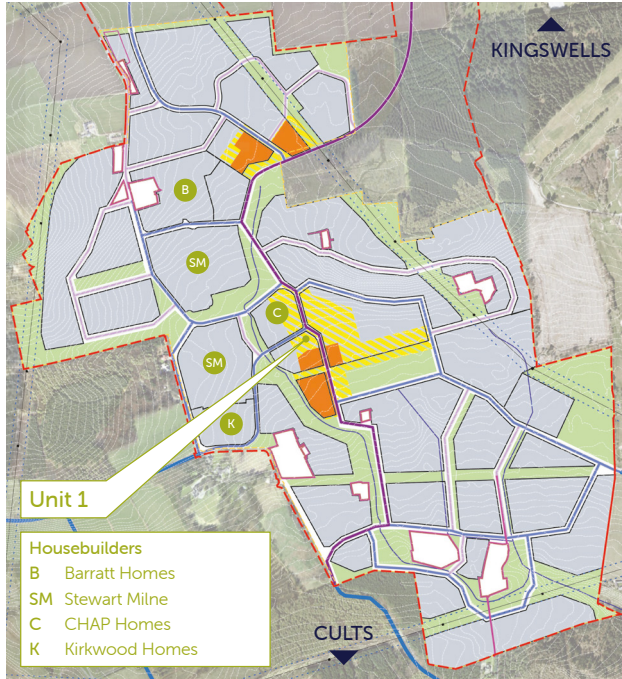 KINGSWELLS
B
SM
C
SM
K
Unit 1
Housebuilders
B Barratt Homes
SM Stewart Milne
C CHAP Homes
K Kirkwood Homes
CULTS